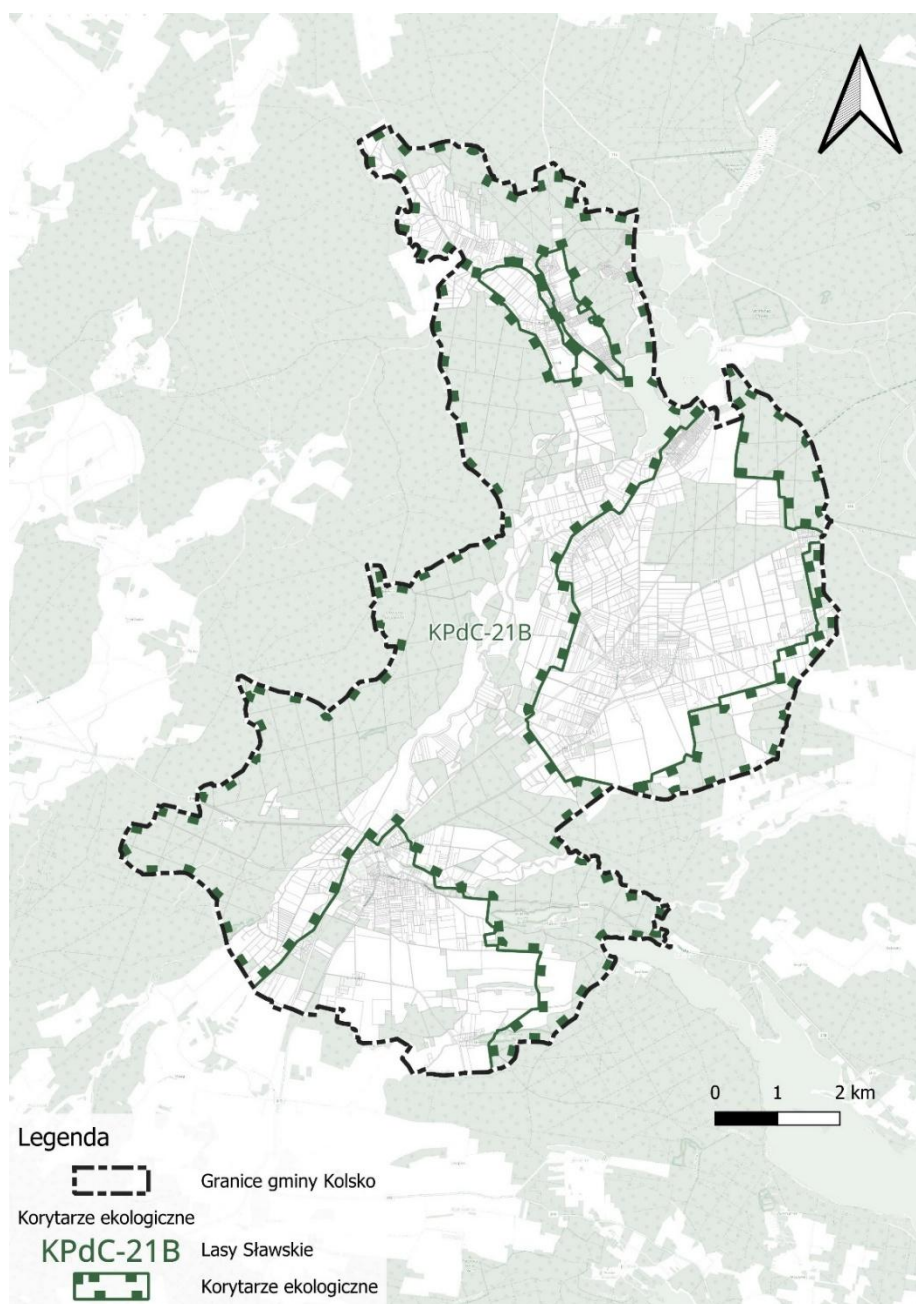 KPdC-21B
0 1 2 km
Legenda
Granice gminy Kolsko
Korytarze ekologiczne
KPdC-21B Lasy Sławskie
Korytarze ekologiczne